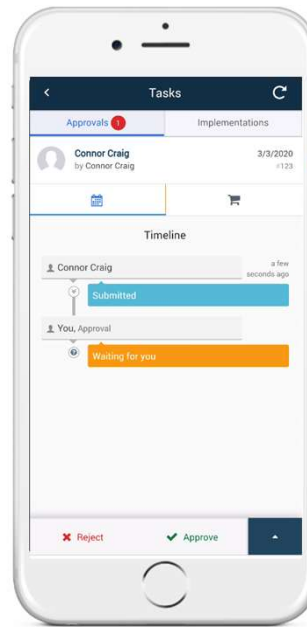 Tasks
Approvals 1
Implementations
Connor Craig
3/3/2020
by Connor Craig
#123
Timeline
Connor Craig
a few
seconds ago
Submitted
You, Approval
Waiting for you
Reject
Approve